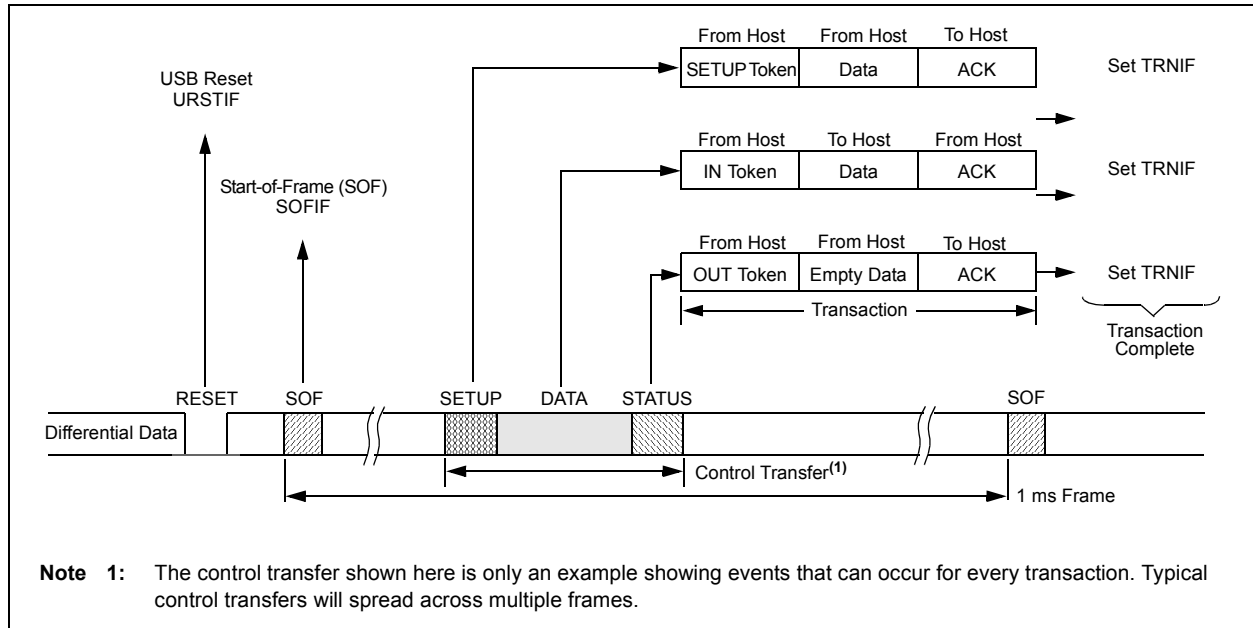 From Host From Host To Host
SETUP Token Data ACK Set TRNIF
USB Reset
URSTIF
From Host To Host From Host
IN Token Data ACK Set TRNIF
Start-of-Frame (SOF)
SOFIF
From Host From Host To Host
OUT Token Empty Data ACK Set TRNIF
Transaction
Transaction
Complete
RESET SOF SETUP DATA STATUS SOF
Differential Data
Control Transfer(1)
1 ms Frame
Note 1: The control transfer shown here is only an example showing events that can occur for every transaction. Typical
control transfers will spread across multiple frames.